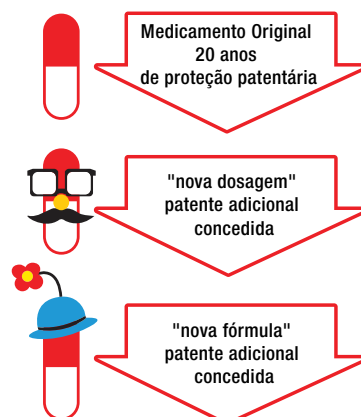 Medicamento Original
20 anos
de proteção patentária
"nova dosagem"
patente adicional
concedida
"nova fórmula"
patente adicional
concedida